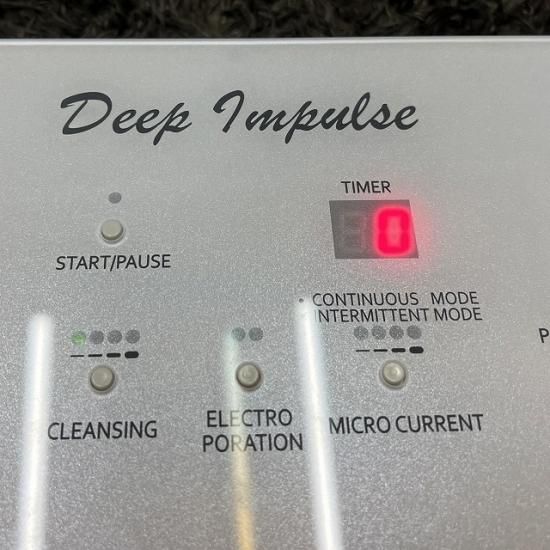 Deep Impulse
TIMER
0
START/PAUSE
CONTINUOUS MODE
INTERMITTENT MODE
CLEANSING
ELECTRO
PORATION
MICRO CURRENT
P